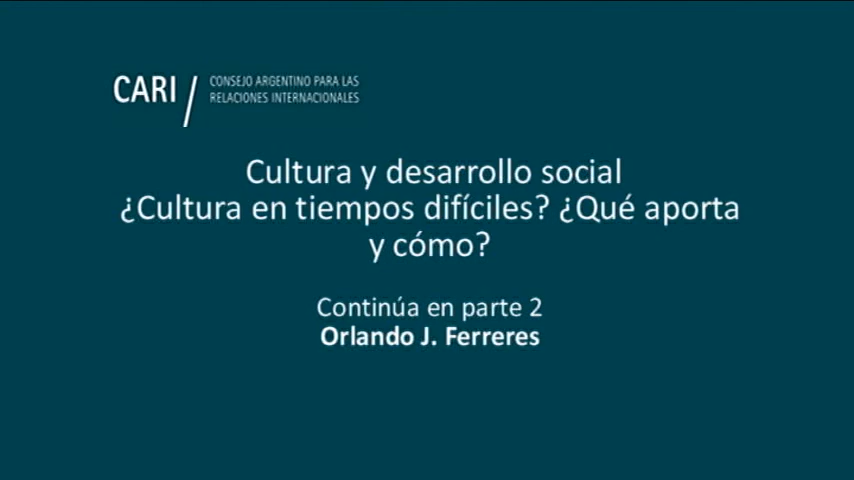 CARI/
CONSEJO ARGENTINO PARA LAS
RELACIONES INTERNACIONALES
Cultura y desarrollo social
¿Cultura en tiempos difíciles? ¿Qué aporta
y cómo?
Continúa en parte 2
Orlando J. Ferreres